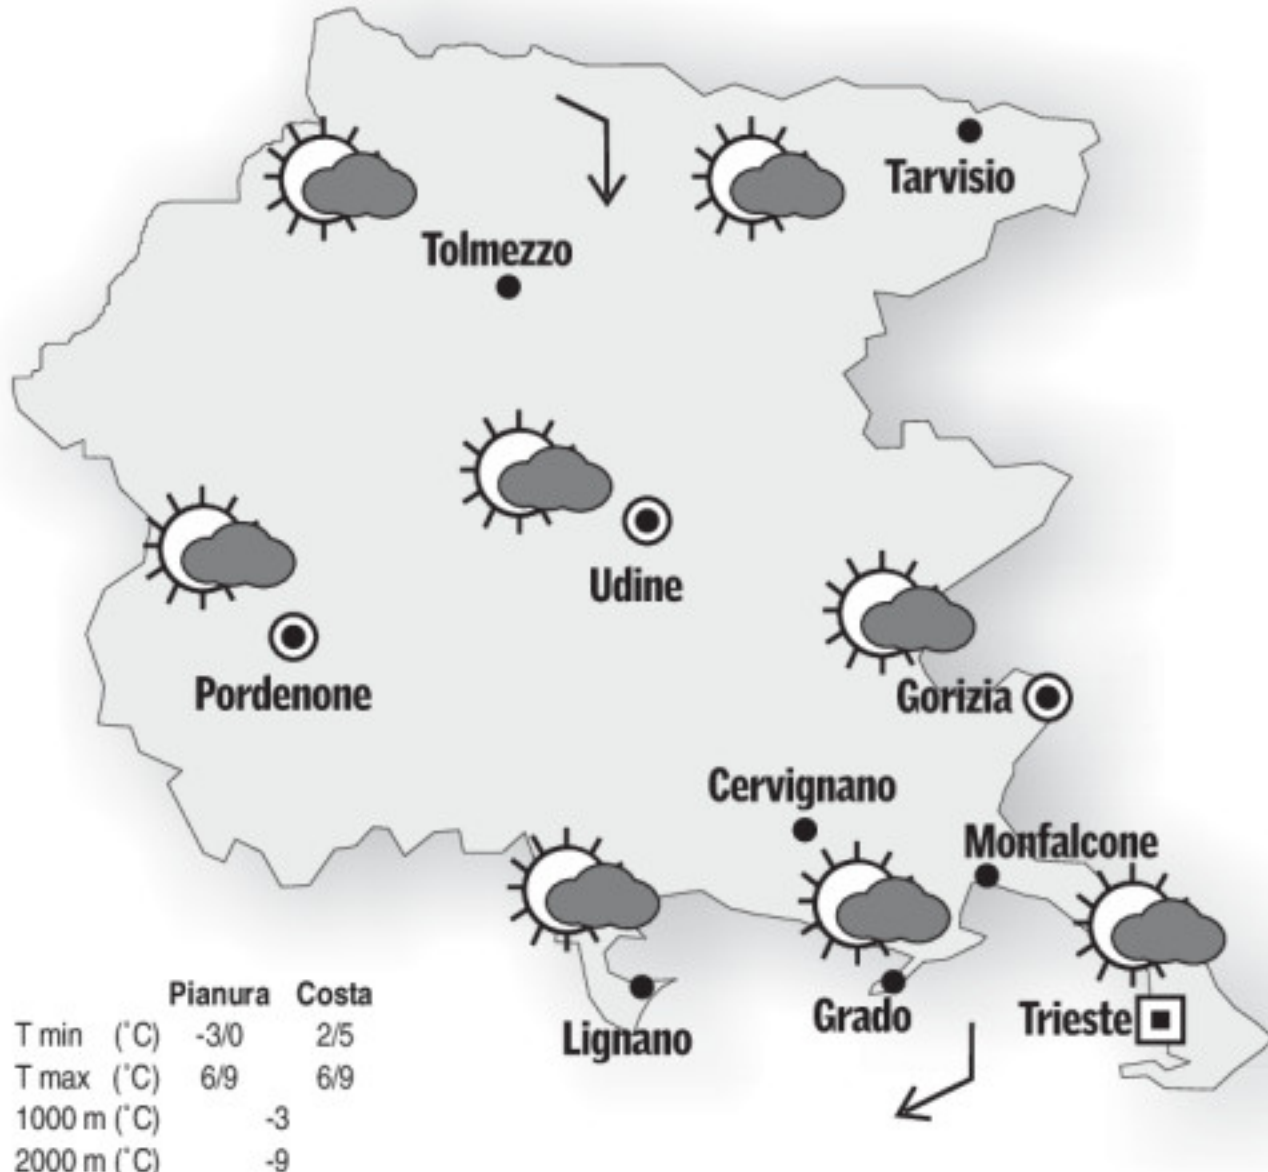 Tarvisio
Tolmezzo
Udine
Pordenone
Gorizia
Cervignano
Monfalcone
Grado
Trieste
Lignano
Pianura Costa
T min (°C) -3/0 2/5
T max (°C) 6/9 6/9
1000 m (°C) -3
2000 m (°C) -9